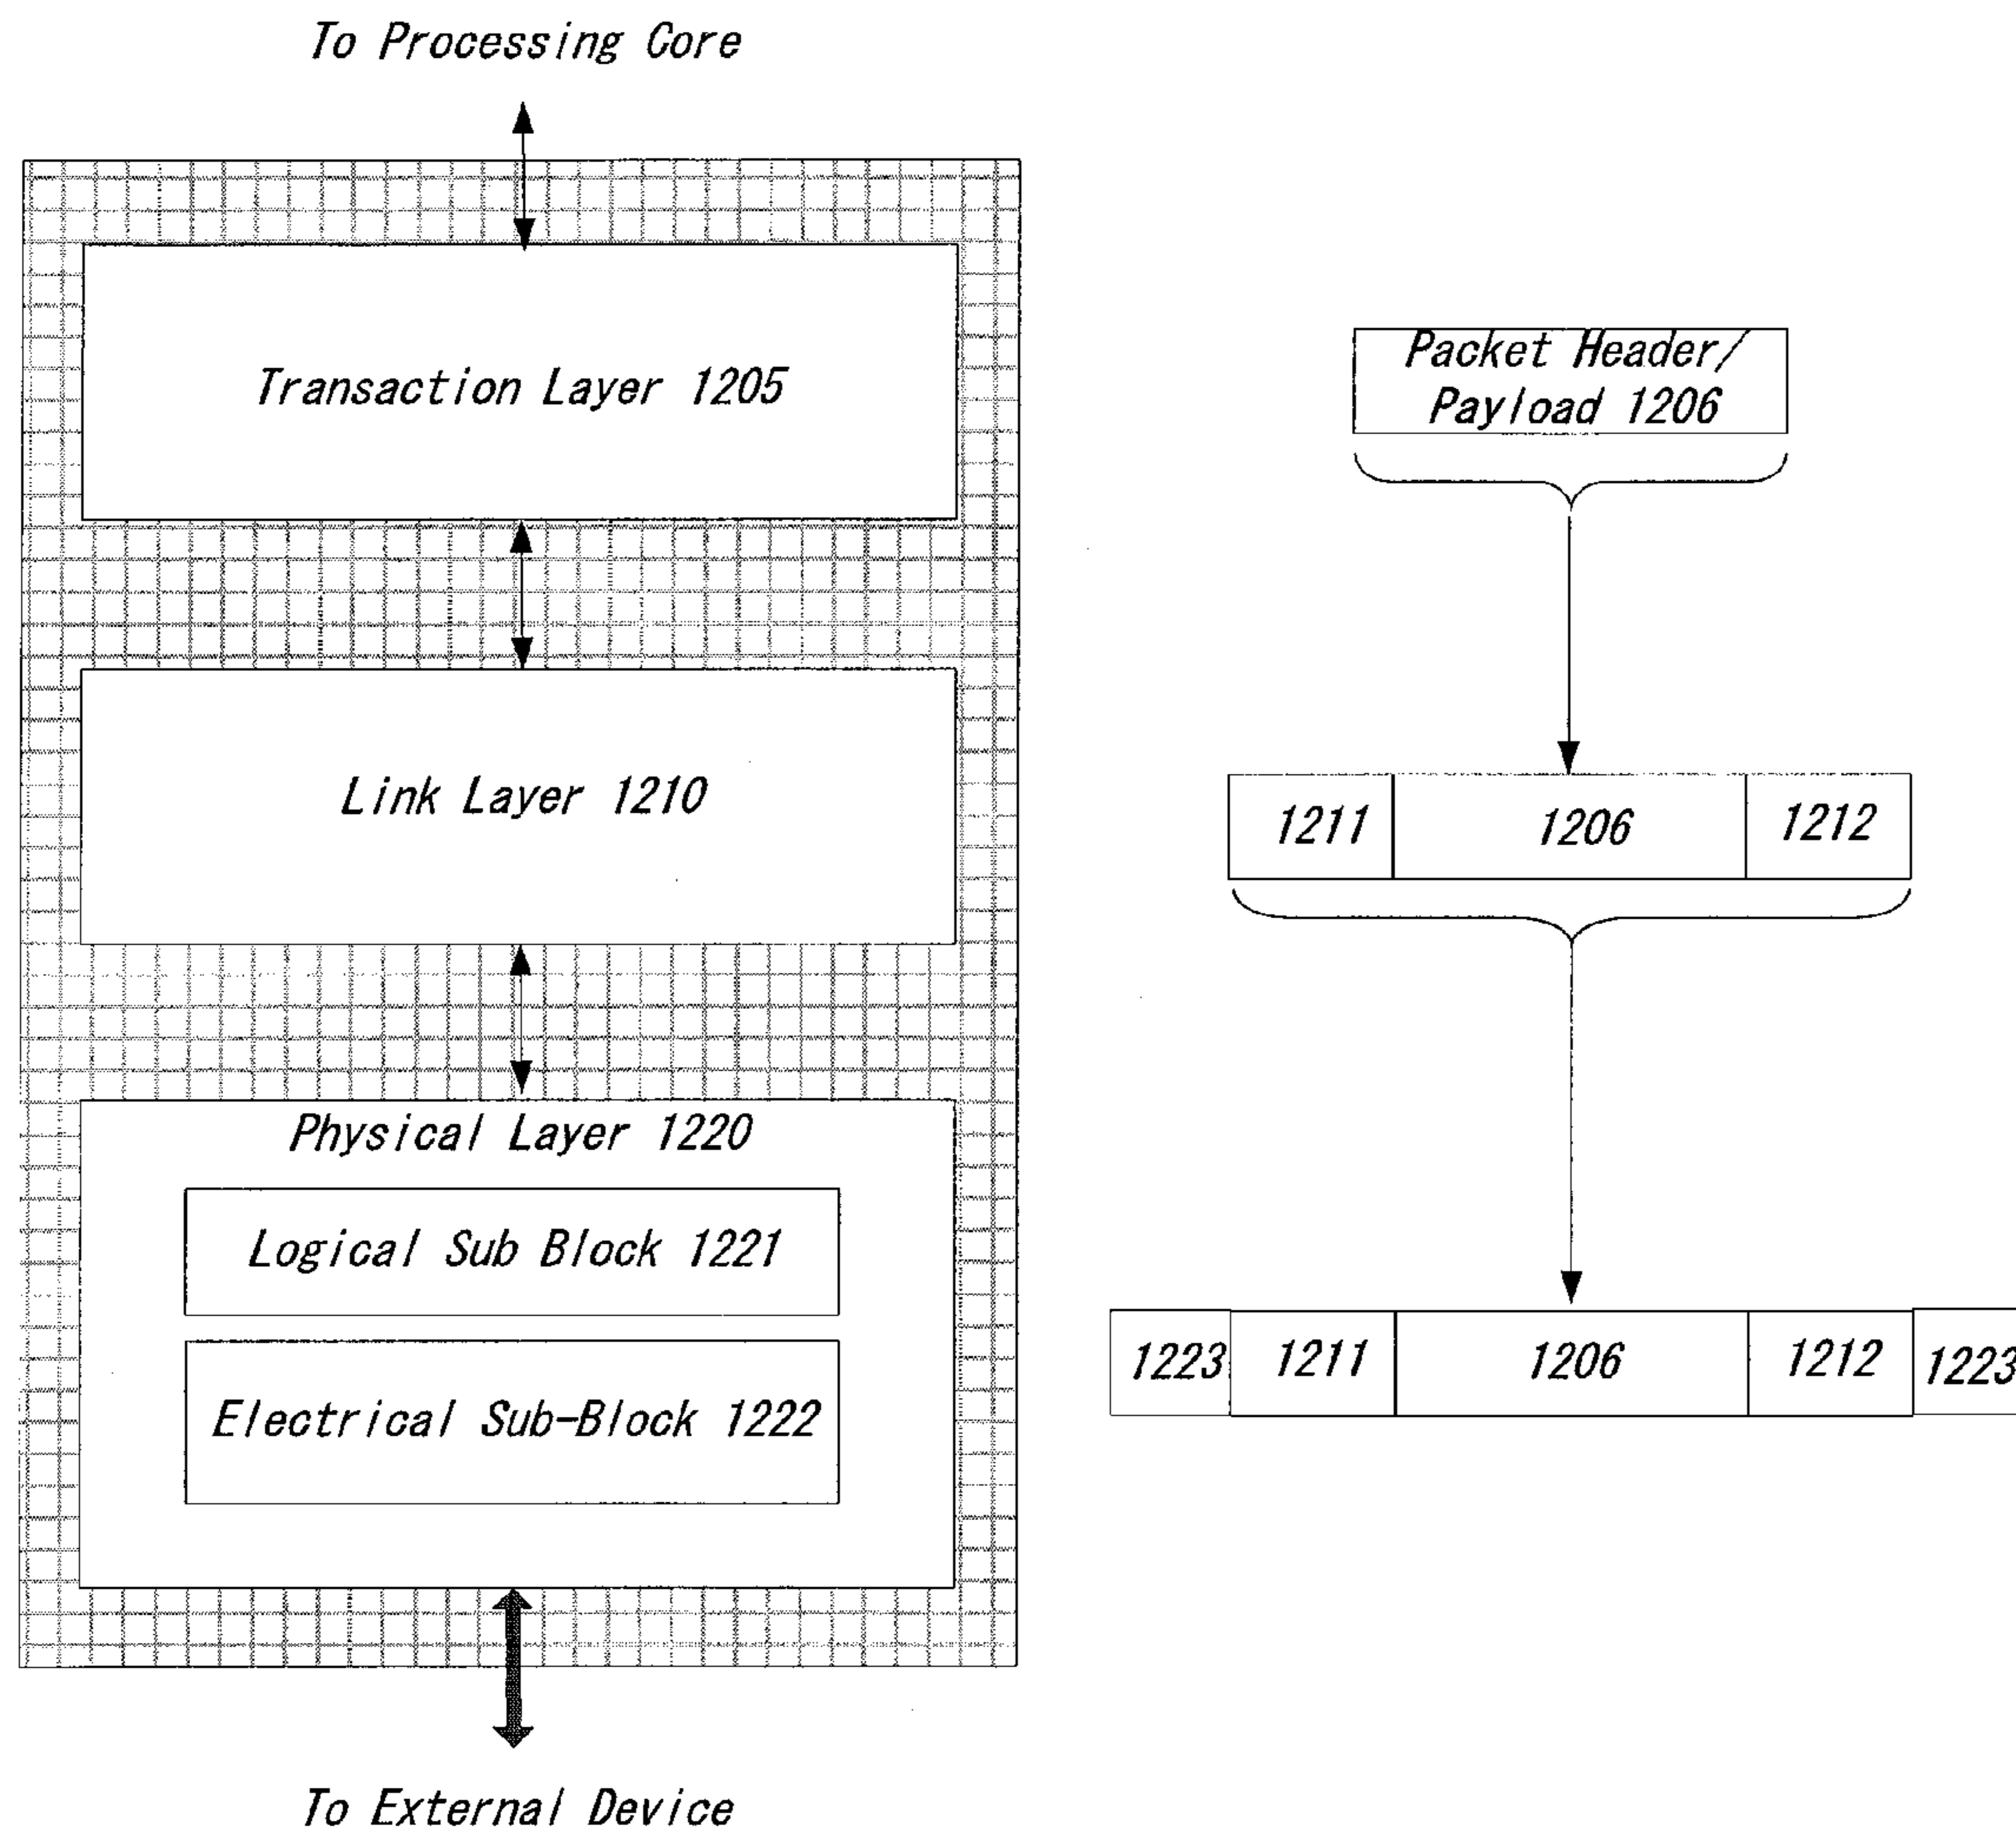 To Processing Core
Transaction Layer 1205
Packet Header/
Payload 1206
Link Layer 1210
1211 1206 1212
Physical Layer 1220
Logical Sub Block 1221
Electrical Sub-Block 1222
1223 1211 1206 1212 1223
To External Device